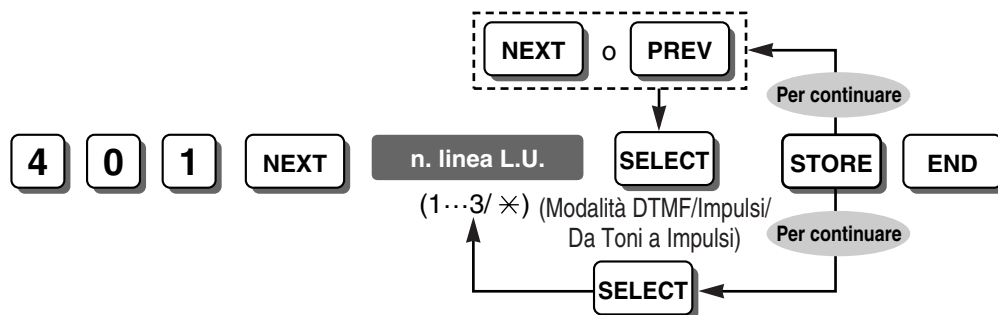 NEXT o PREV
Per continuare
4 0 1 NEXT n. linea L.U. SELECT STORE END
(1···3/ ✕) (Modalità DTMF/Impulsi/
Da Toni a Impulsi)
Per continuare
SELECT